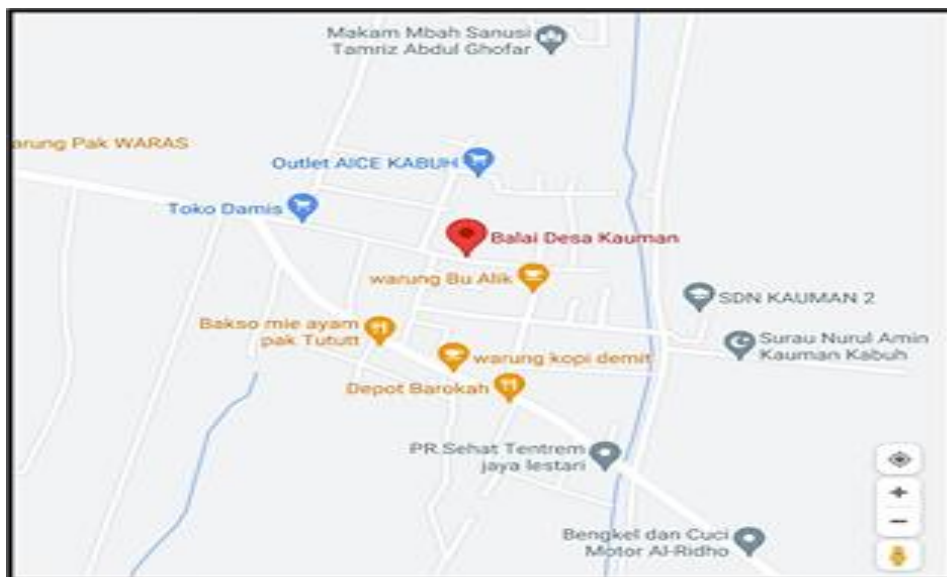 Makam Mbah Sanusi
Tamriz Abdul Ghofar
arung Pak WARAS
Outlet AICE KABUH
Toko Damis
Balai Desa Kauman
warung Bu Alik
SDN KAUMAN 2
Bakso mie ayam
pak Tututt
Surau Nurul Amin
Kauman Kabuh
warung kopi demit
Depot Barokah
PR.Sehat Tentrem
jaya lestari
Bengkel dan Cuci
Motor Al-Ridho